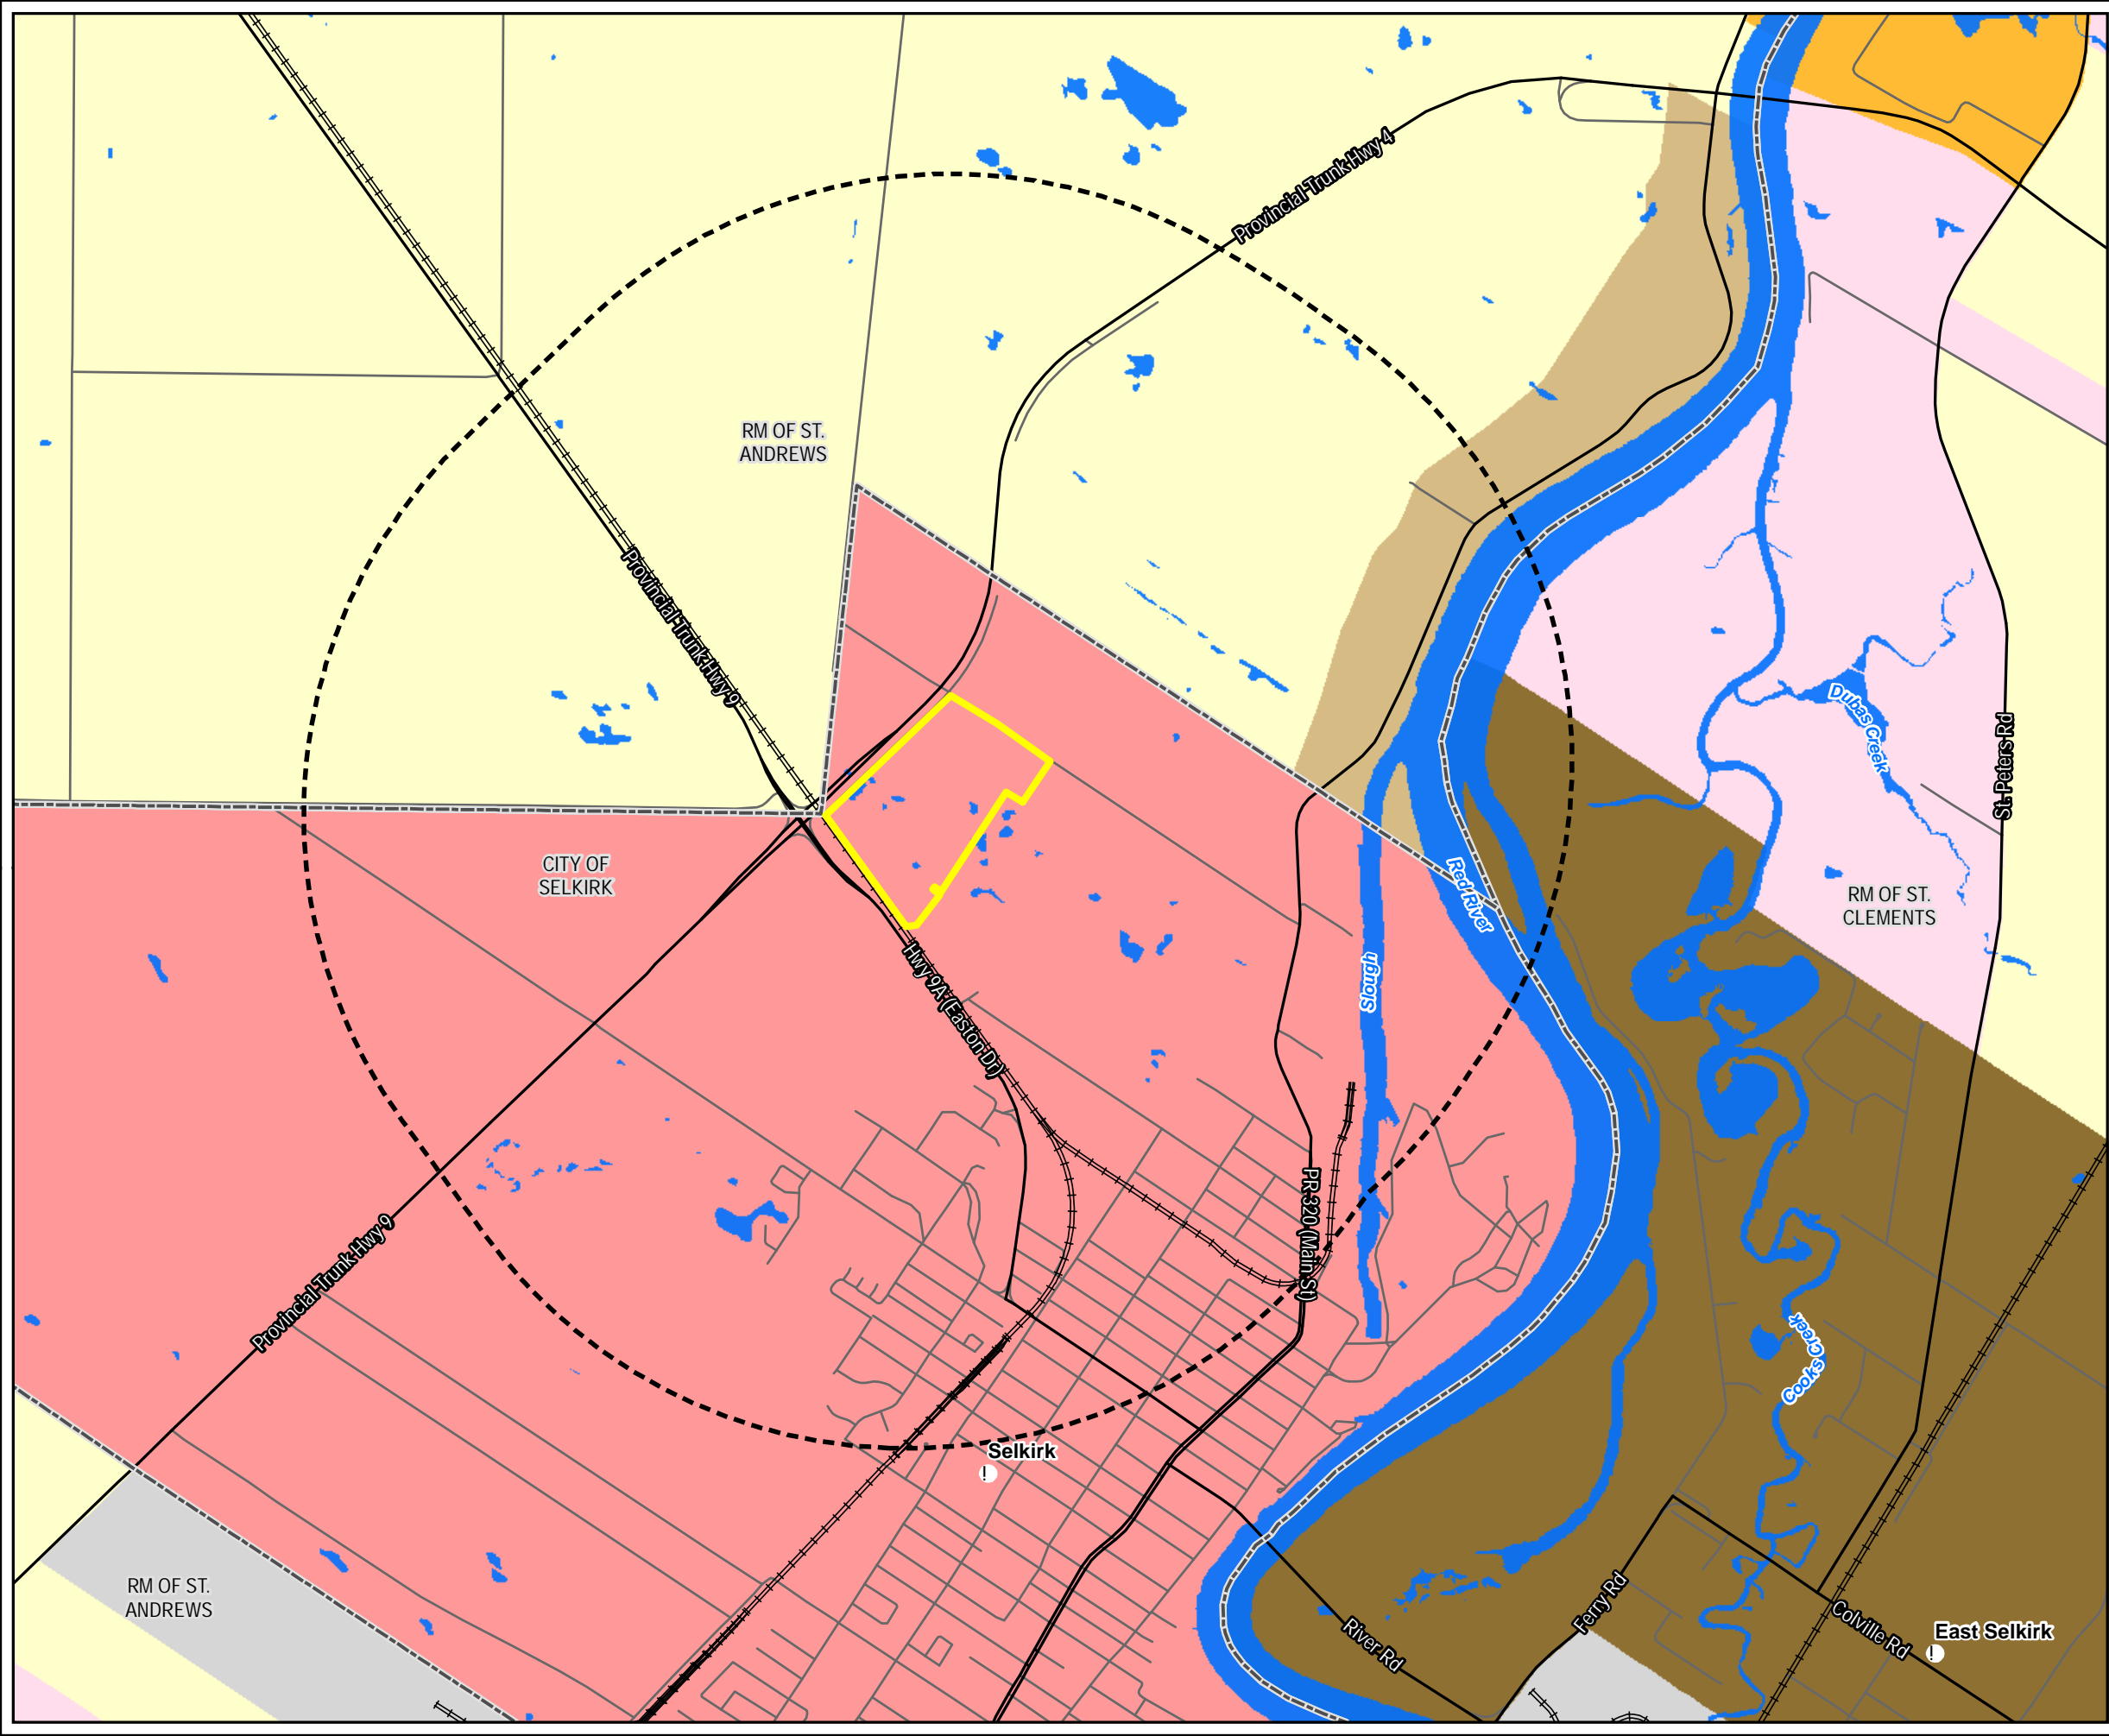 Provincial Trunk Hwy 4
RM OF ST.
ANDREWS
Provincial Trunk Hwy 9
Dubas Creek
St. Peters Rd
CITY OF
SELKIRK
Red River
RM OF ST.
CLEMENTS
Slough
Hwy 9A (Easton Dr)
PR 320 (Main St)
Provincial Trunk Hwy 9
Cooks Creek
Selkirk
RM OF ST.
ANDREWS
Ferry Rd
River Rd
Colville Rd
East Selkirk